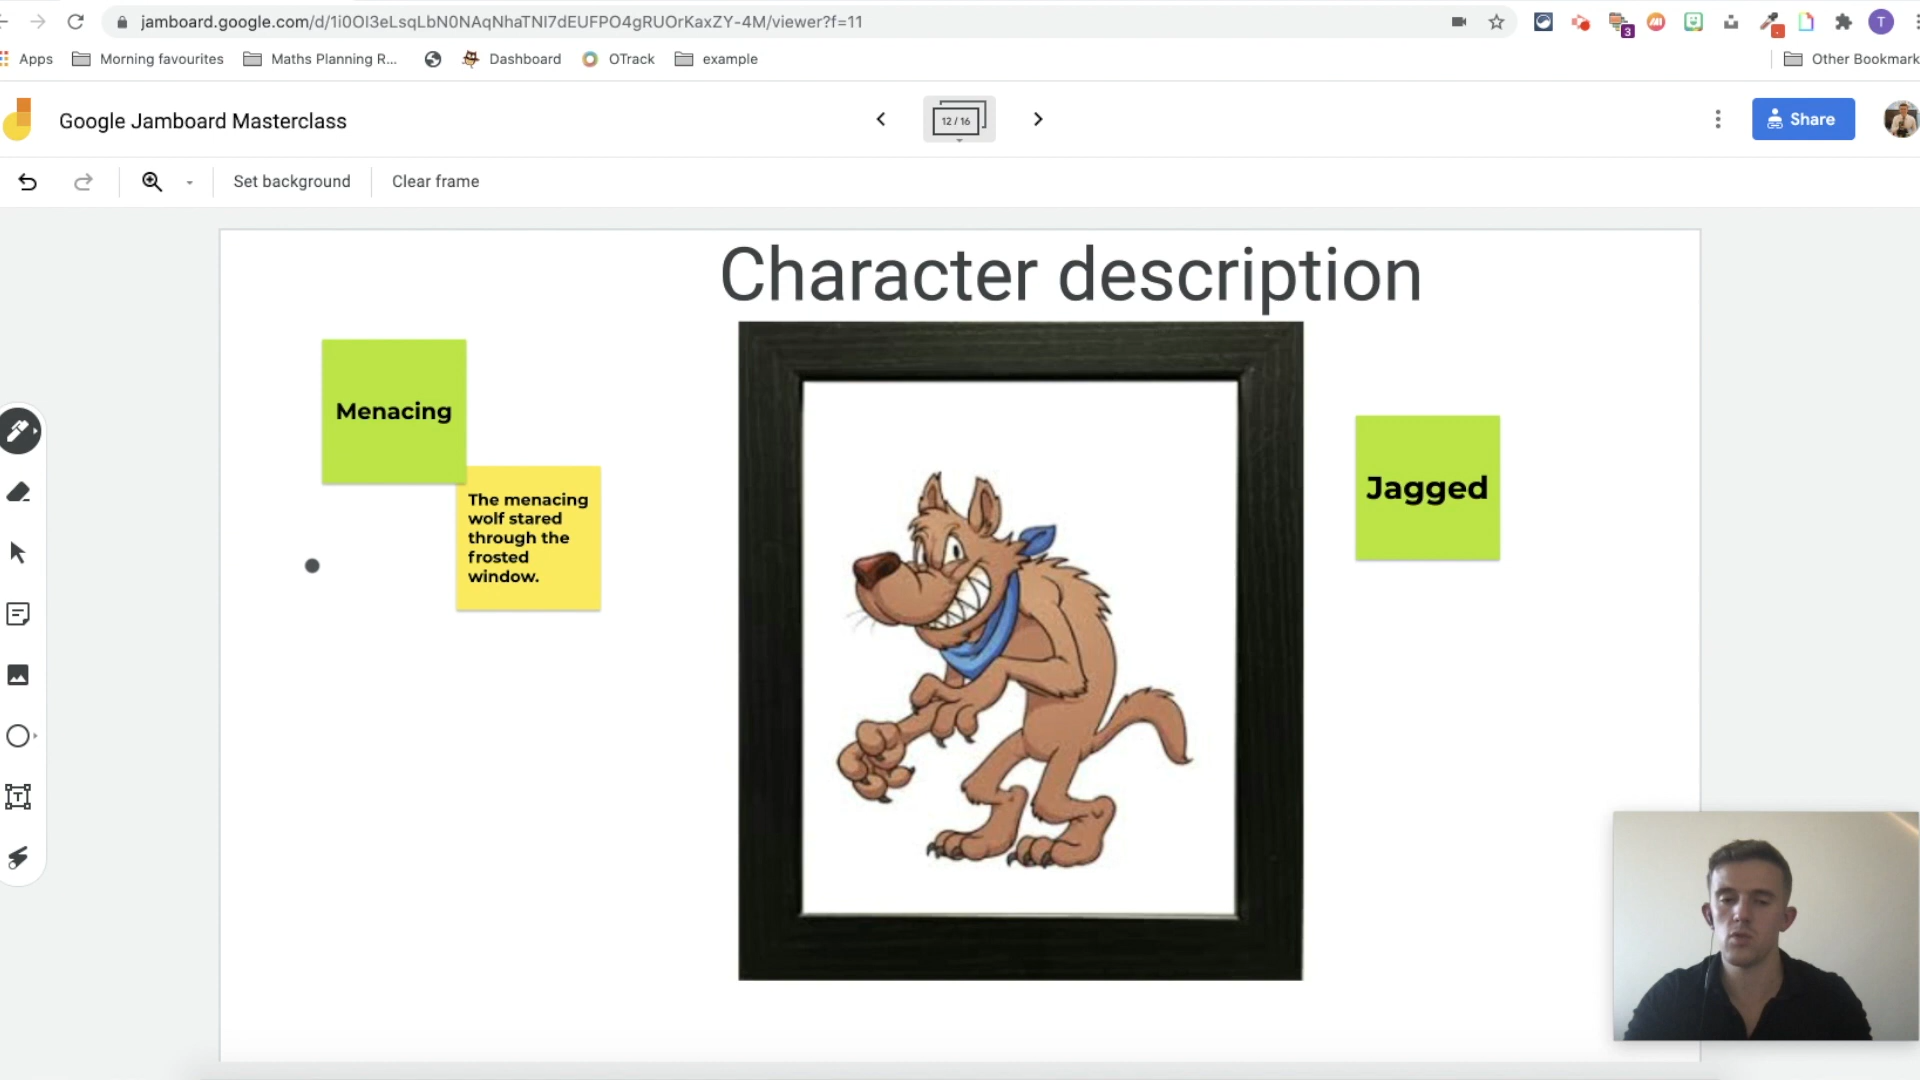 jamboard.google.com/d/1i0OI3eLsqLbN0NAqNhaTNI7dEUFPO4gRUOrKaxZY-4M/viewer?f=11
3
T
Apps
Morning favourites
Maths Planning R...
Dashboard
OTrack
example
Other Bookmark
Google Jamboard Masterclass
12 / 16
Share
Set background
Clear frame
Character description
Menacing
The menacing
wolf stared
through the
frosted
window.
Jagged